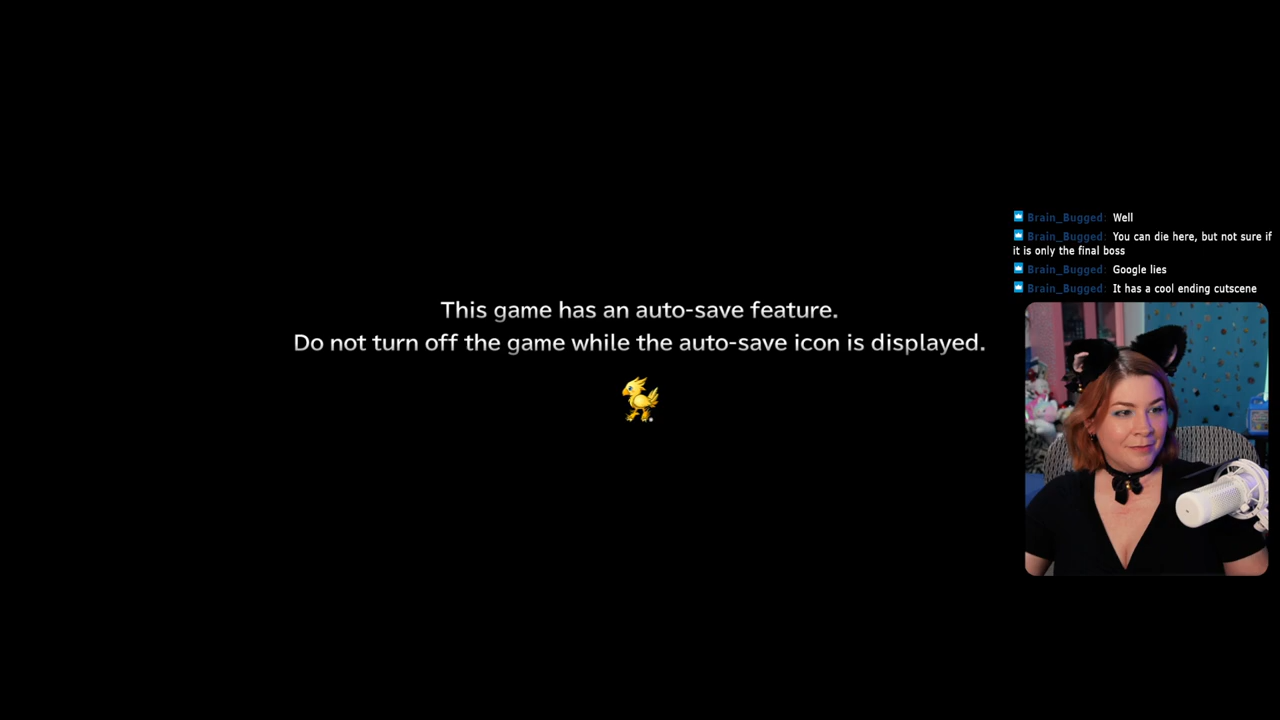 This game has an auto-save feature.
Do not turn off the game while the auto-save icon is displayed.
Brain_Bugged: Well
Brain_Bugged: You can die here, but not sure if
it is only the final boss
Brain_Bugged: Google lies
Brain_Bugged: It has a cool ending cutscene